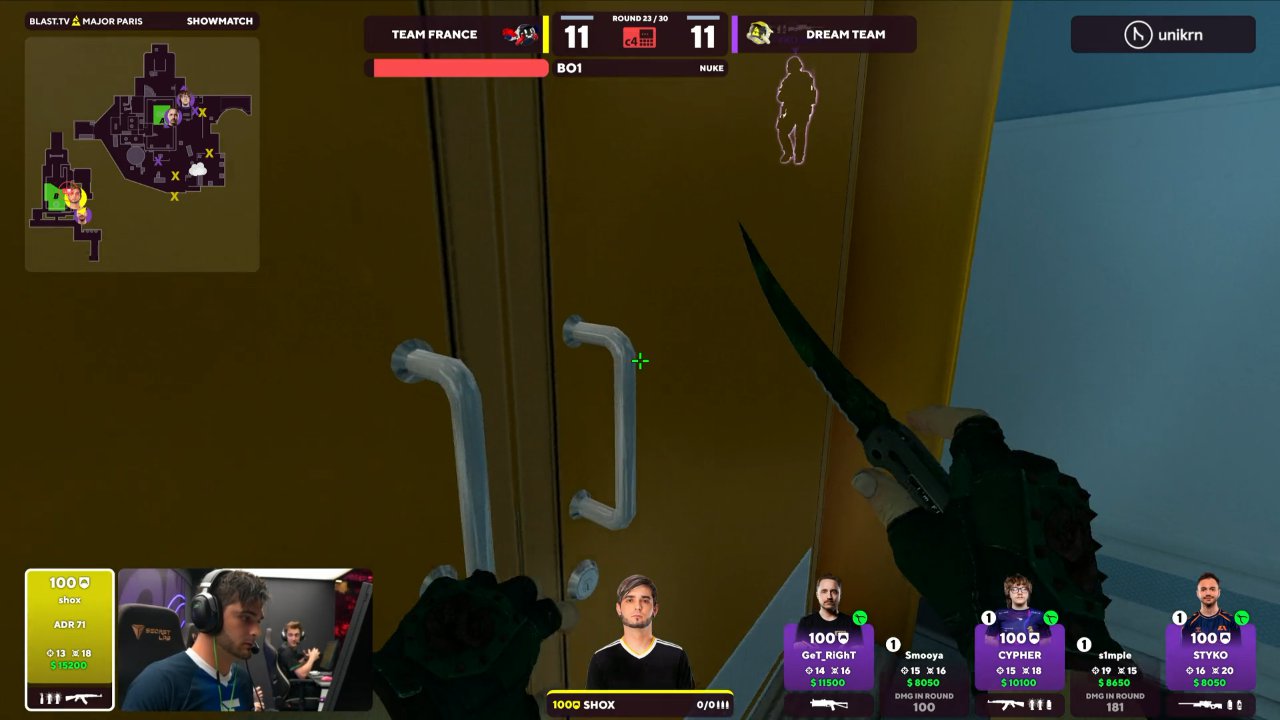 BLAST.TV MAJOR PARIS
SHOWMATCH
TEAM FRANCE
11
ROUND 23 / 30
C4
11
DREAM TEAM
unikrn
BO1
NUKE
100
shox
ADR 71
13 18
$ 15200
SECRET LAB
100 SHOX
0/0
100
GeT_RiGhT
14 16
$ 11500
1
Smooya
15 16
$ 8050
DMG IN ROUND
100
1
100
CYPHER
15 18
$ 10100
1
s1mple
19 15
$ 8650
DMG IN ROUND
181
1
100
STYKO
16 20
$ 8050